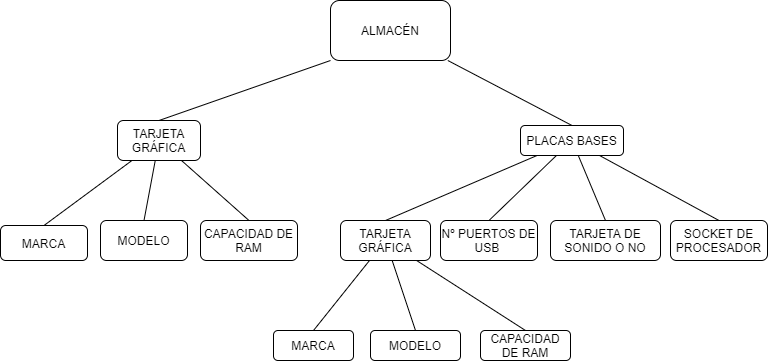 ALMACÉN
TARJETA
GRÁFICA
PLACAS BASES
MARCA
MODELO
CAPACIDAD DE
RAM
TARJETA
GRÁFICA
Nº PUERTOS DE
USB
TARJETA DE
SONIDO O NO
SOCKET DE
PROCESADOR
MARCA
MODELO
CAPACIDAD
DE RAM